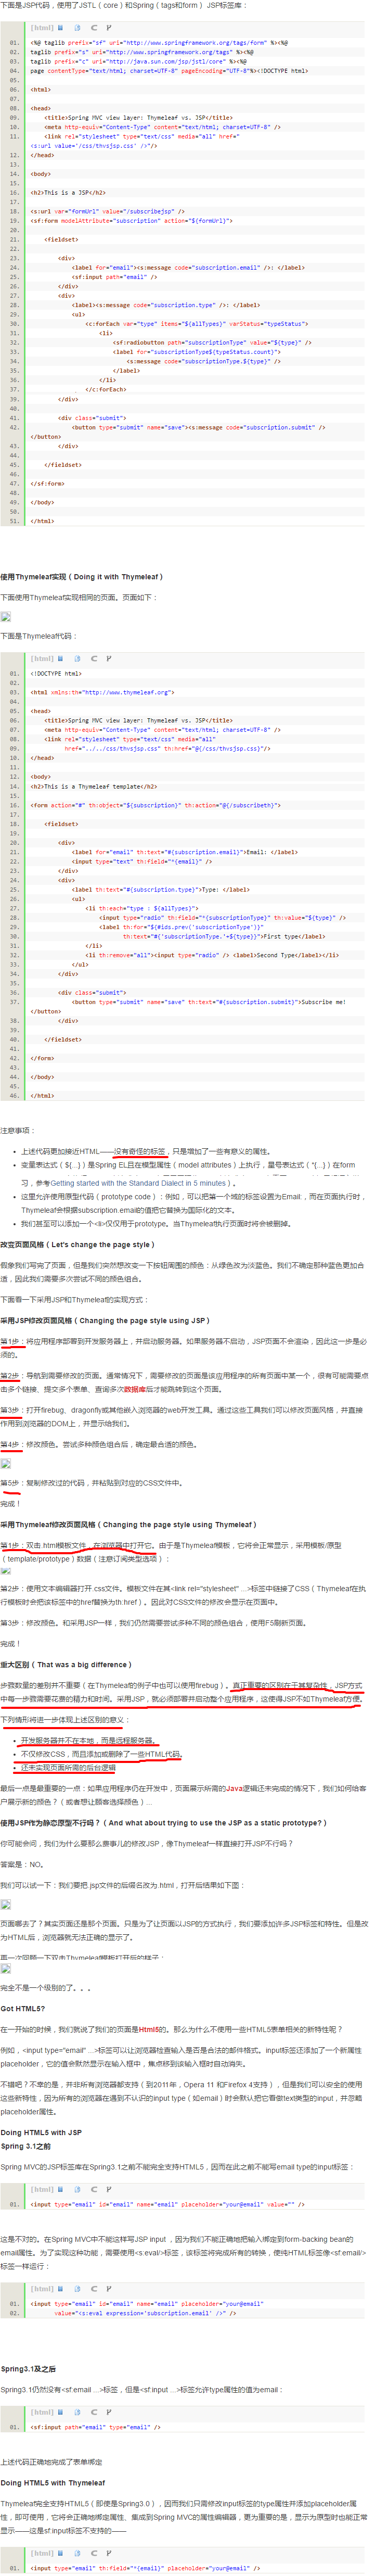 下面是JSP代码，使用了JSTL（core）和Spring（tags和form）JSP标签库：
[html]
01. <%@ taglib prefix="sf" uri="http://www.springframework.org/tags/form" %><%@
02. taglib prefix="s" uri="http://www.springframework.org/tags" %><%@
03. taglib prefix="c" uri="http://java.sun.com/jsp/jstl/core" %><%@
04. page contentType="text/html; charset=UTF-8" pageEncoding="UTF-8"%><!DOCTYPE html>
05.
06. <html>
07.
08. <head>
09. <title>Spring MVC view layer: Thymeleaf vs. JSP</title>
10. <meta http-equiv="Content-Type" content="text/html; charset=UTF-8" />
11. <link rel="stylesheet" type="text/css" media="all" href="
<s:url value='/css/thvsjsp.css' />"/>
12. </head>
13.
14. <body>
15.
16. <h2>This is a JSP</h2>
17.
18. <s:url var="formUrl" value="/subscribejsp" />
19. <sf:form modelAttribute="subscription" action="${formUrl}">
20.
21. <fieldset>
22.
23. <div>
24. <label for="email"><s:message code="subscription.email" />: </label>
25. <sf:input path="email" />
26. </div>
27. <div>
28. <label><s:message code="subscription.type" />: </label>
29. <ul>
30. <c:forEach var="type" items="${allTypes}" varStatus="typeStatus">
31. <li>
32. <sf:radiobutton path="subscriptionType" value="${type}" />
33. <label for="subscriptionType${typeStatus.count}">
34. <s:message code="subscriptionType.${type}" />
35. </label>
36. </li>
37. </c:forEach>
39. </div>
40.
41. <div class="submit">
42. <button type="submit" name="save"><s:message code="subscription.submit" />
</button>
43. </div>
44.
45. </fieldset>
46.
47. </sf:form>
48.
49. </body>
50.
51. </html>
使用Thymeleaf实现（Doing it with Thymeleaf）
下面使用Thymeleaf实现相同的页面。页面如下：
下面是Thymeleaf代码：
[html]
01. <!DOCTYPE html>
02.
03. <html xmlns:th="http://www.thymeleaf.org">
04.
05. <head>
06. <title>Spring MVC view layer: Thymeleaf vs. JSP</title>
07. <meta http-equiv="Content-Type" content="text/html; charset=UTF-8" />
08. <link rel="stylesheet" type="text/css" media="all"
09. href="../../css/thvsjsp.css" th:href="@{/css/thvsjsp.css}"/>
10. </head>
11.
12. <body>
14. <h2>This is a Thymeleaf template</h2>
15.
16. <form action="#" th:object="${subscription}" th:action="@{/subscribeth}">
17.
18. <fieldset>
19.
20. <div>
21. <label for="email" th:text="#{subscription.email}">Email: </label>
22. <input type="text" th:field="*{email}" />
23. </div>
24. <div>
25. <label th:text="#{subscription.type}">Type: </label>
26. <ul>
27. <li th:each="type : ${allTypes}">
28. <input type="radio" th:field="*{subscriptionType}" th:value="${type}" />
29. <label th:for="${#ids.prev('subscriptionType')}"
30. th:text="#{'subscriptionType.'+${type}}">First type</label>
31. </li>
32. <li th:remove="all"><input type="radio" /> <label>Second Type</label></li>
33. </ul>
34. </div>
35.
36. <div class="submit">
37. <button type="submit" name="save" th:text="#{subscription.submit}">Subscribe me!
</button>
38. </div>
39.
40. </fieldset>
41.
42. </form>
43.
44. </body>
45.
46. </html>
注意事项：
上述代码更加接近HTML——没有奇怪的标签，只是增加了一些有意义的属性。
变量表达式（${...}）是Spring EL且在模型属性（model attributes）上执行，星号表达式（*{...}）在form
习，参考Getting started with the Standard Dialect in 5 minutes）。
这里允许使用原型代码（prototype code）：例如，可以把第一个域的标签设置为Email:，而在页面执行时，
Thymeleaf会根据subscription.email的值把它替换为国际化的文本。
我们甚至可以添加一个<li>仅仅用于prototype。当Thymeleaf执行页面时将会被删掉。
改变页面风格（Let's change the page style）
假象我们写完了页面，但是我们突然想改变一下按钮周围的颜色：从绿色改为淡蓝色。我们不确定那种蓝色更加合
适，因此我们需要多次尝试不同的颜色组合。
下面看一下采用JSP和Thymeleaf的实现方式：
采用JSP修改页面风格（Changing the page style using JSP）
第1步：将应用程序部署到开发服务器上，并启动服务器。如果服务器不启动，JSP页面不会渲染，因此这一步是必
须的。
第2步：导航到需要修改的页面。通常情况下，需要修改的页面是该应用程序的所有页面中某一个，很有可能需要点
击多个链接、提交多个表单、查询多次数据库后才能跳转到这个页面。
第3步：打开firebug、dragonfly或其他嵌入浏览器的web开发工具。通过这些工具我们可以修改页面风格，并直接
作用到浏览器的DOM上，并显示给我们。
第4步：修改颜色。尝试多种颜色组合后，确定最合适的颜色。
第5步：复制修改过的代码，并粘贴到对应的CSS文件中。
完成！
采用Thymeleaf修改页面风格（Changing the page style using Thymeleaf）
第1步：双击.html模板文件，在浏览器中打开它。由于是Thymeleaf模板，它将会正常显示，采用模板/原型
（template/prototype）数据（注意订阅类型选项）：
第2步：使用文本编辑器打开.css文件。模板文件在其<link rel="stylesheet" ...>标签中链接了CSS（Thymeleaf在执
行模板时会把该标签中的href替换为th:href）。因此对CSS文件的修改会显示在页面中。
第3步：修改颜色。和采用JSP一样，我们仍然需要尝试多种不同的颜色组合，使用F5刷新页面。
完成！
重大区别（That was a big difference）
步骤数量的差别并不重要（在Thymeleaf的例子中也可以使用firebug）。真正重要的区别在于其复杂性，JSP方式
中每一步骤需要花费的精力和时间。采用JSP，就必须部署并启动整个应用程序，这使得JSP不如Thymeleaf方便。
下列情形将进一步体现上述区别的意义：
开发服务器并不在本地，而是远程服务器。
不仅修改CSS，而且添加或删除了一些HTML代码。
还未实现页面所需的后台逻辑
最后一点是最重要的一点：如果应用程序仍在开发中，页面展示所需的Java逻辑还未完成的情况下，我们如何给客
户展示新的颜色？（或者想让顾客选择颜色）...
使用JSP作为静态原型不行吗？（And what about trying to use the JSP as a static prototype?）
你可能会问，我们为什么要那么费事儿的修改JSP，像Thymeleaf一样直接打开JSP不行吗？
答案是：NO。
我们可以试一下：我们要把.jsp文件的后缀名改为.html，打开后结果如下图：
页面哪去了？其实页面还是那个页面。只是为了让页面以JSP的方式执行，我们要添加许多JSP标签和特性。但是改
为HTML后，浏览器就无法正确的显示了。
再一次回顾一下双击Thymeleaf模板打开后的样子：
完全不是一个级别的了。。。
Got HTML5?
在一开始的时候，我们就说了我们的页面是Html5的。那么为什么不使用一些HTML5表单相关的新特性呢？
例如，<input type="email" ...>标签可以让浏览器检查输入是否是合法的邮件格式。input标签还添加了一个新属性
placeholder，它的值会默然显示在输入框中，焦点移到该输入框时自动消失。
不错吧？不幸的是，并非所有浏览器都支持（到2011年，Opera 11 和Firefox 4支持），但是我们可以安全的使用
这些新特性，因为所有的浏览器在遇到不认识的input type（如email）时会默认把它看做text类型的input，并忽略
placeholder属性。
Doing HTML5 with JSP
Spring 3.1之前
Spring MVC的JSP标签库在Spring3.1之前不能完全支持HTML5，因而在此之前不能写email type的input标签：
[html]
01. <input type="email" id="email" name="email" placeholder="your@email" value="" />
这是不对的。在Spring MVC中不能这样写JSP input ，因为我们不能正确地把输入绑定到form-backing bean的
email属性。为了实现这种功能，需要使用<s:eval/>标签，该标签将完成所有的转换，使纯HTML标签像<sf:email/>
标签一样运行：
[html]
01. <input type="email" id="email" name="email" placeholder="your@email"
02. value="<s:eval expression='subscription.email' />" />
Spring3.1及之后
Spring3.1仍然没有<sf:email ...>标签，但是<sf:input ...>标签允许type属性的值为email：
[html]
01. <sf:input path="email" type="email" />
上述代码正确地完成了表单绑定
Doing HTML5 with Thymeleaf
Thymeleaf完全支持HTML5（即使是Spring3.0），因而我们只需修改input标签的type属性并添加placeholder属
性，即可使用，它将会正确地绑定属性、集成到Spring MVC的属性编辑器，更为重要的是，显示为原型时也能正常
显示——这是sf:input标签不支持的——
[html]
01. <input type="email" th:field="*{email}" placeholder="your@email" />